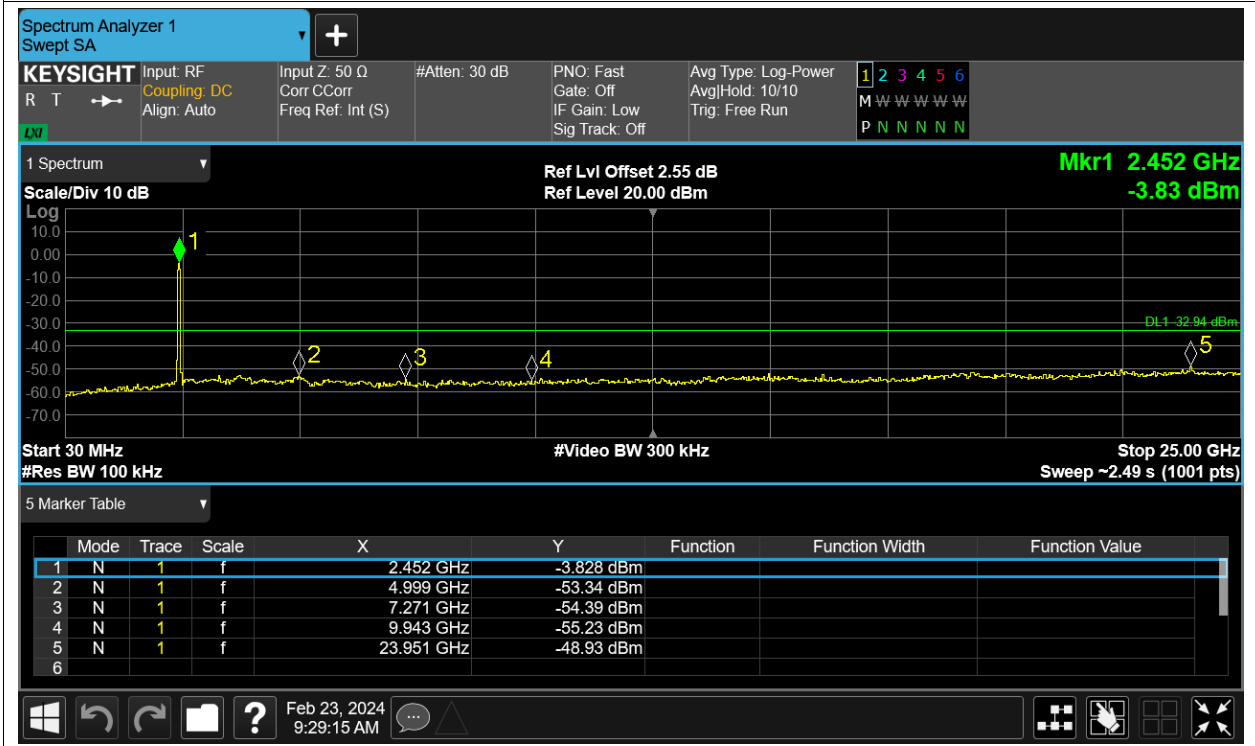 Spectrum Analyzer 1
Swept SA
+
KEYSIGHT
R T
LXI
Input: RF
Coupling: DC
Align: Auto
Input Z: 50 Ω
Corr CCorr
Freq Ref: Int (S)
#Atten: 30 dB
PNO: Fast
Gate: Off
IF Gain: Low
Sig Track: Off
Avg Type: Log-Power
Avg|Hold: 10/10
Trig: Free Run
1 2 3 4 5 6
M W W W W W
P N N N N N
1 Spectrum
Scale/Div 10 dB
Ref Lvl Offset 2.55 dB
Ref Level 20.00 dBm
Mkr1 2.452 GHz
-3.83 dBm
Log
10.0
0.00
-10.0
-20.0
-30.0
-40.0
-50.0
-60.0
-70.0
1
2
3
4
5
DL1 -32.94 dBm
Start 30 MHz
#Res BW 100 kHz
#Video BW 300 kHz
Stop 25.00 GHz
Sweep ~2.49 s (1001 pts)
5 Marker Table
Mode Trace Scale X Y Function Function Width Function Value
1 N 1 f 2.452 GHz -3.828 dBm
2 N 1 f 4.999 GHz -53.34 dBm
3 N 1 f 7.271 GHz -54.39 dBm
4 N 1 f 9.943 GHz -55.23 dBm
5 N 1 f 23.951 GHz -48.93 dBm
6
?
Feb 23, 2024
9:29:15 AM